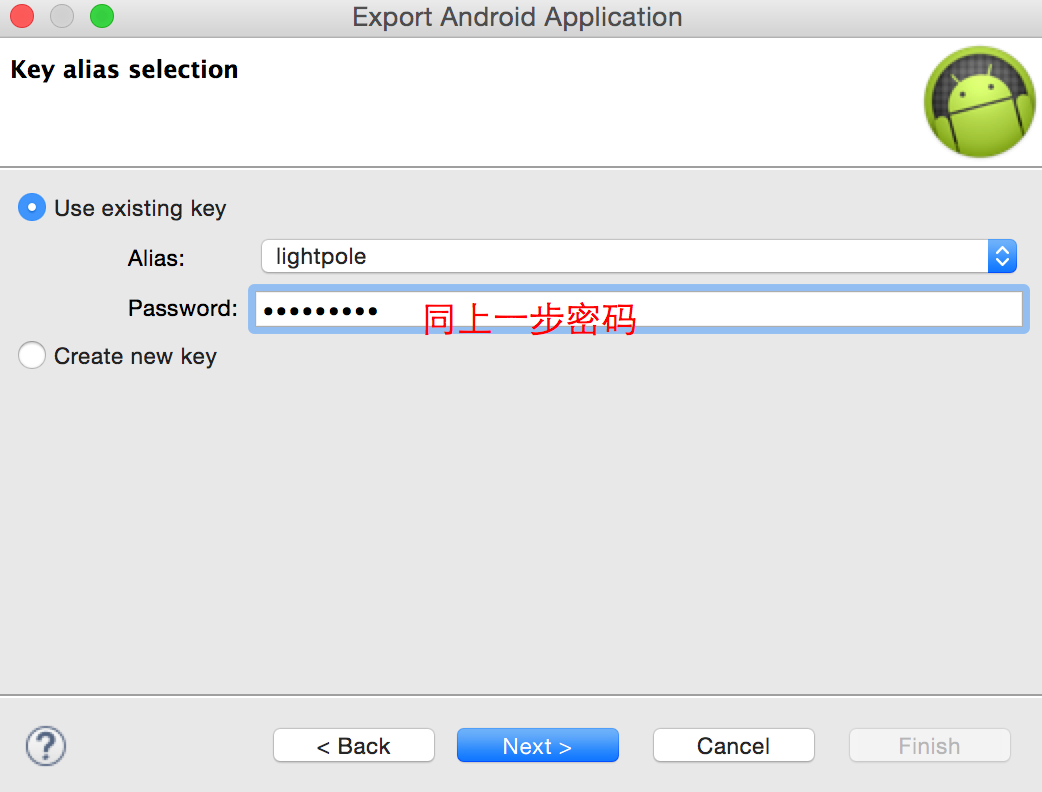 Export Android Application
Key alias selection
Use existing key
Alias: lightpole
Password: ••••••••• 同上一步密码
Create new key
? < Back Next > Cancel Finish